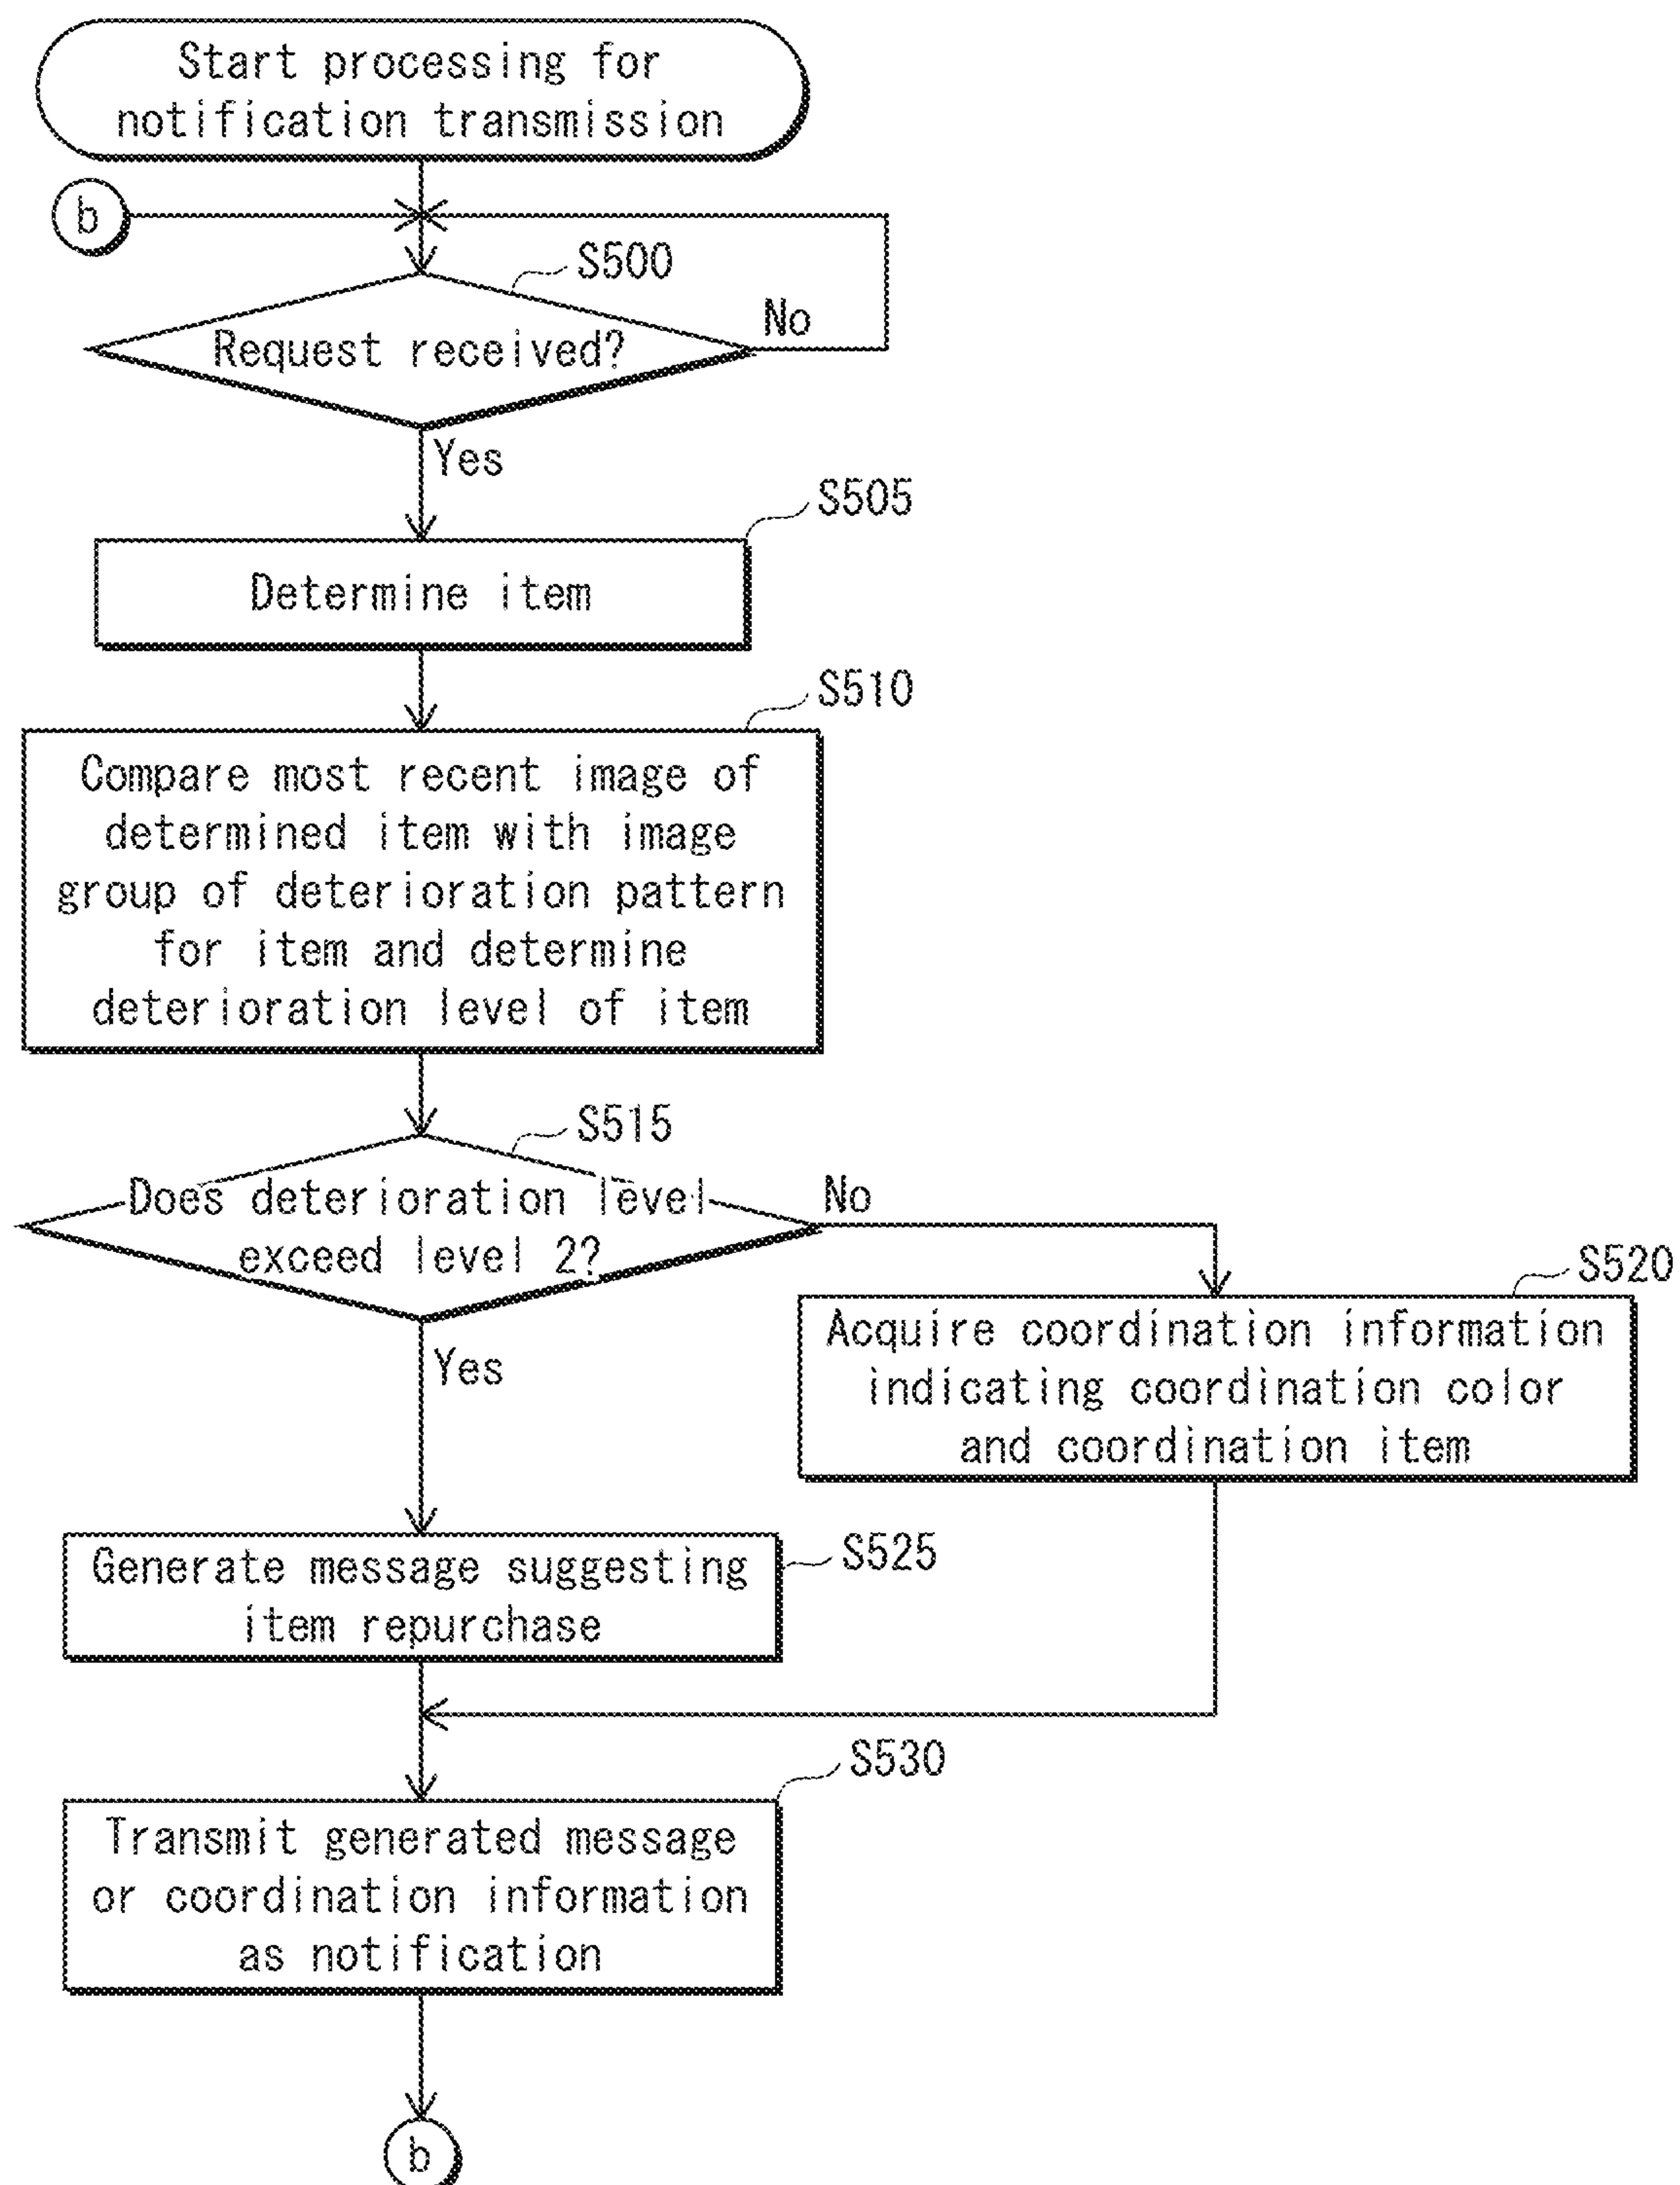 Start processing for
notification transmission
b
S500
Request received?
No
Yes
S505
Determine item
S510
Compare most recent image of
determined item with image
group of deterioration pattern
for item and determine
deterioration level of item
S515
Does deterioration level
exceed level 2?
No
Yes
S520
Acquire coordination information
indicating coordination color
and coordination item
S525
Generate message suggesting
item repurchase
S530
Transmit generated message
or coordination information
as notification
b